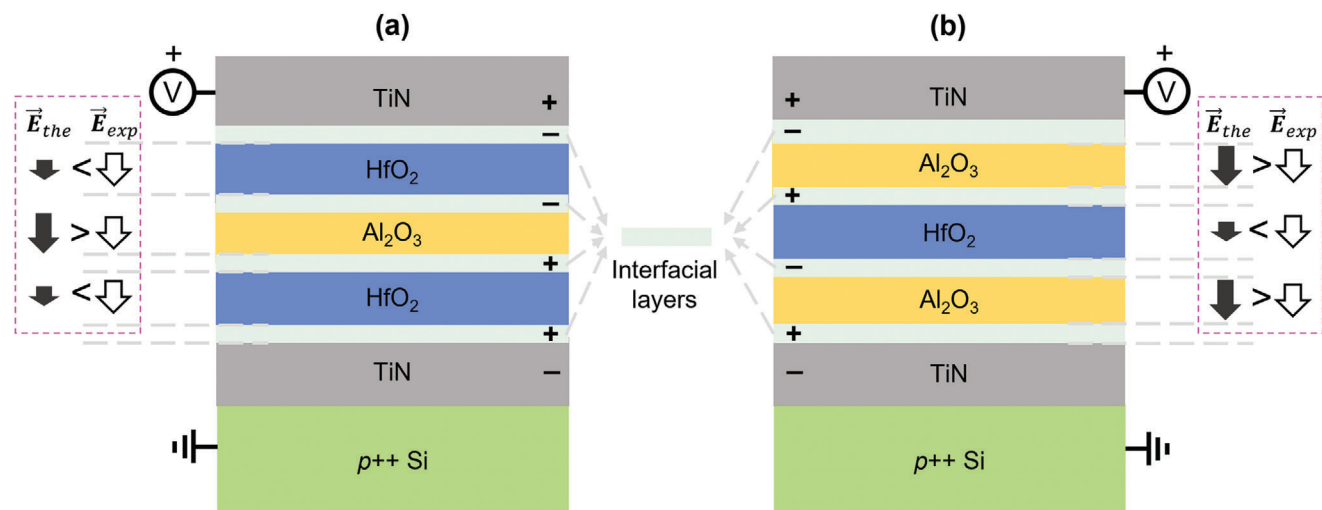 (a)
(b)
+
V
TiN
+
−
E⃗the
E⃗exp
<
HfO2
−
>
Al2O3
+
<
HfO2
+
TiN
−
p++ Si
Interfacial
layers
+
V
TiN
+
−
E⃗the
E⃗exp
>
Al2O3
+
<
HfO2
−
>
Al2O3
+
TiN
−
p++ Si